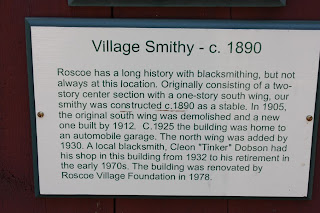 Village Smithy - c. 1890
Roscoe has a long history with blacksmithing, but not
always at this location. Originally consisting of a two-
story center section with a one-story south wing, our
smithy was constructed c.1890 as a stable. In 1905,
the original south wing was demolished and a new
one built by 1912. C.1925 the building was home to
an automobile garage. The north wing was added by
1930. A local blacksmith, Cleon "Tinker" Dobson had
his shop in this building from 1932 to his retirement in
the early 1970s. The building was renovated by
Roscoe Village Foundation in 1978.